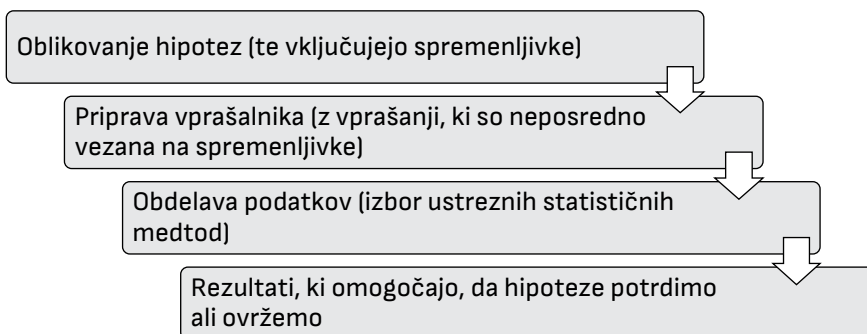 Oblikovanje hipotez (te vključujejo spremenljivke)
Priprava vprašalnika (z vprašanji, ki so neposredno
vezana na spremenljivke)
Obdelava podatkov (izbor ustreznih statističnih
medtod)
Rezultati, ki omogočajo, da hipoteze potrdimo
ali ovržemo